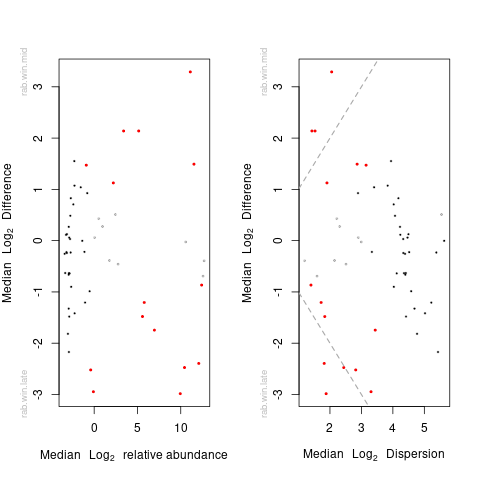 rab.win.mid
rab.win.mid
3
2
1
0
-1
-2
-3
3
2
1
0
-1
-2
-3
Median Log2 Difference
Median Log2 Difference
rab.win.late
rab.win.late
0 5 10
2 3 4 5
Median Log2 relative abundance
Median Log2 Dispersion